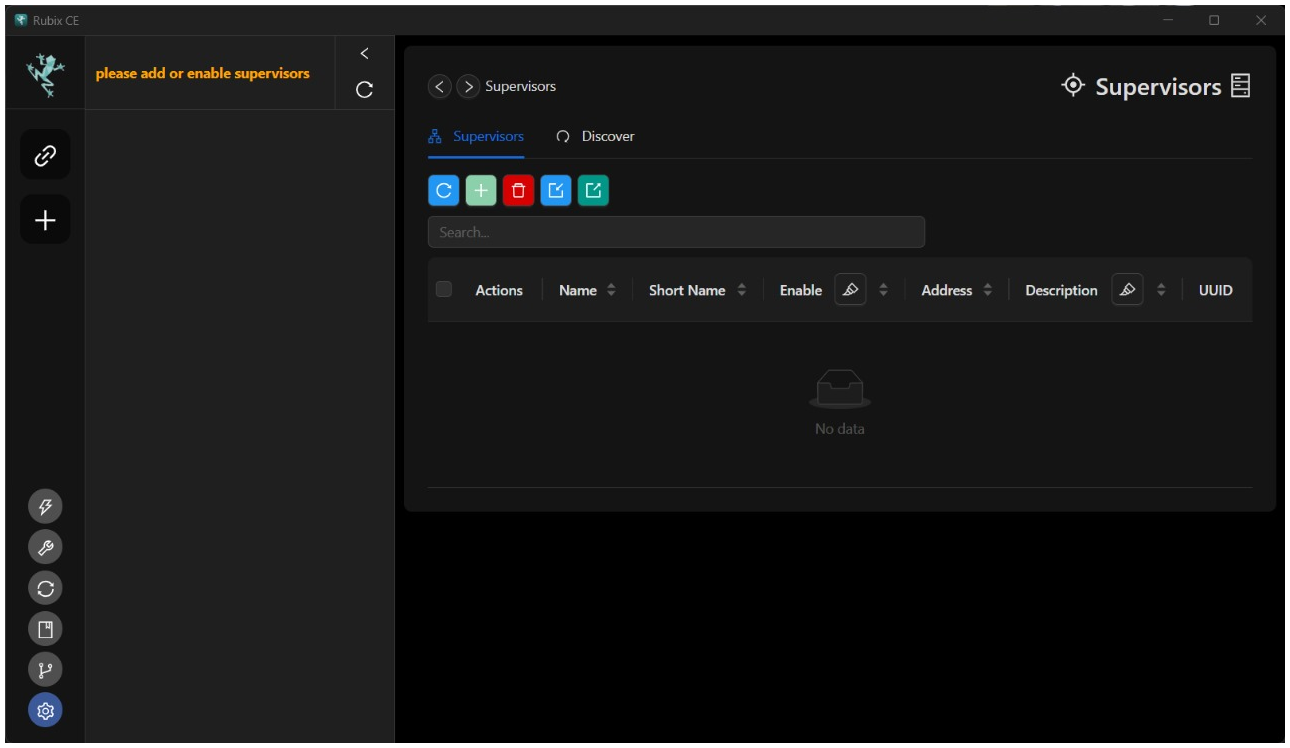 Rubix CE
please add or enable supervisors
Supervisors
Supervisors
Supervisors
Discover
Search...
Actions Name Short Name Enable Address Description UUID
No data